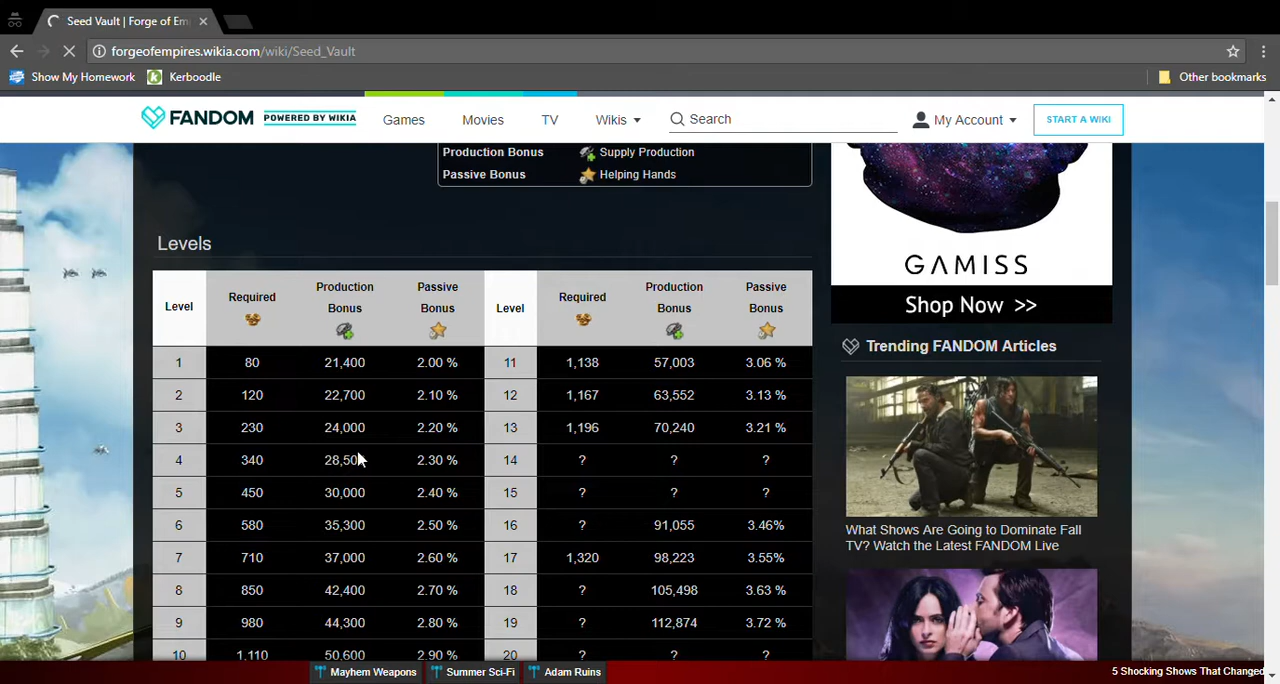 Seed Vault | Forge of Em
forgeofempires.wikia.com/wiki/Seed_Vault
Show My Homework
Kerboodle
Other bookmarks
FANDOM POWERED BY WIKIA Games Movies TV Wikis Search My Account START A WIKI
Production Bonus Supply Production
Passive Bonus Helping Hands
GAMISS
Shop Now >>
Levels
Level Required Production Bonus Passive Bonus Level Required Production Bonus Passive Bonus
1 80 21,400 2.00 % 11 1,138 57,003 3.06 %
2 120 22,700 2.10 % 12 1,167 63,552 3.13 %
3 230 24,000 2.20 % 13 1,196 70,240 3.21 %
4 340 28,500 2.30 % 14 ? ? ?
5 450 30,000 2.40 % 15 ? ? ?
6 580 35,300 2.50 % 16 ? 91,055 3.46%
7 710 37,000 2.60 % 17 1,320 98,223 3.55%
8 850 42,400 2.70 % 18 ? 105,498 3.63 %
9 980 44,300 2.80 % 19 ? 112,874 3.72 %
10 1,110 50,600 2.90 % 20 ? ? ?
Trending FANDOM Articles
What Shows Are Going to Dominate Fall
TV? Watch the Latest FANDOM Live
Mayhem Weapons Summer Sci-Fi Adam Ruins 5 Shocking Shows That Changed